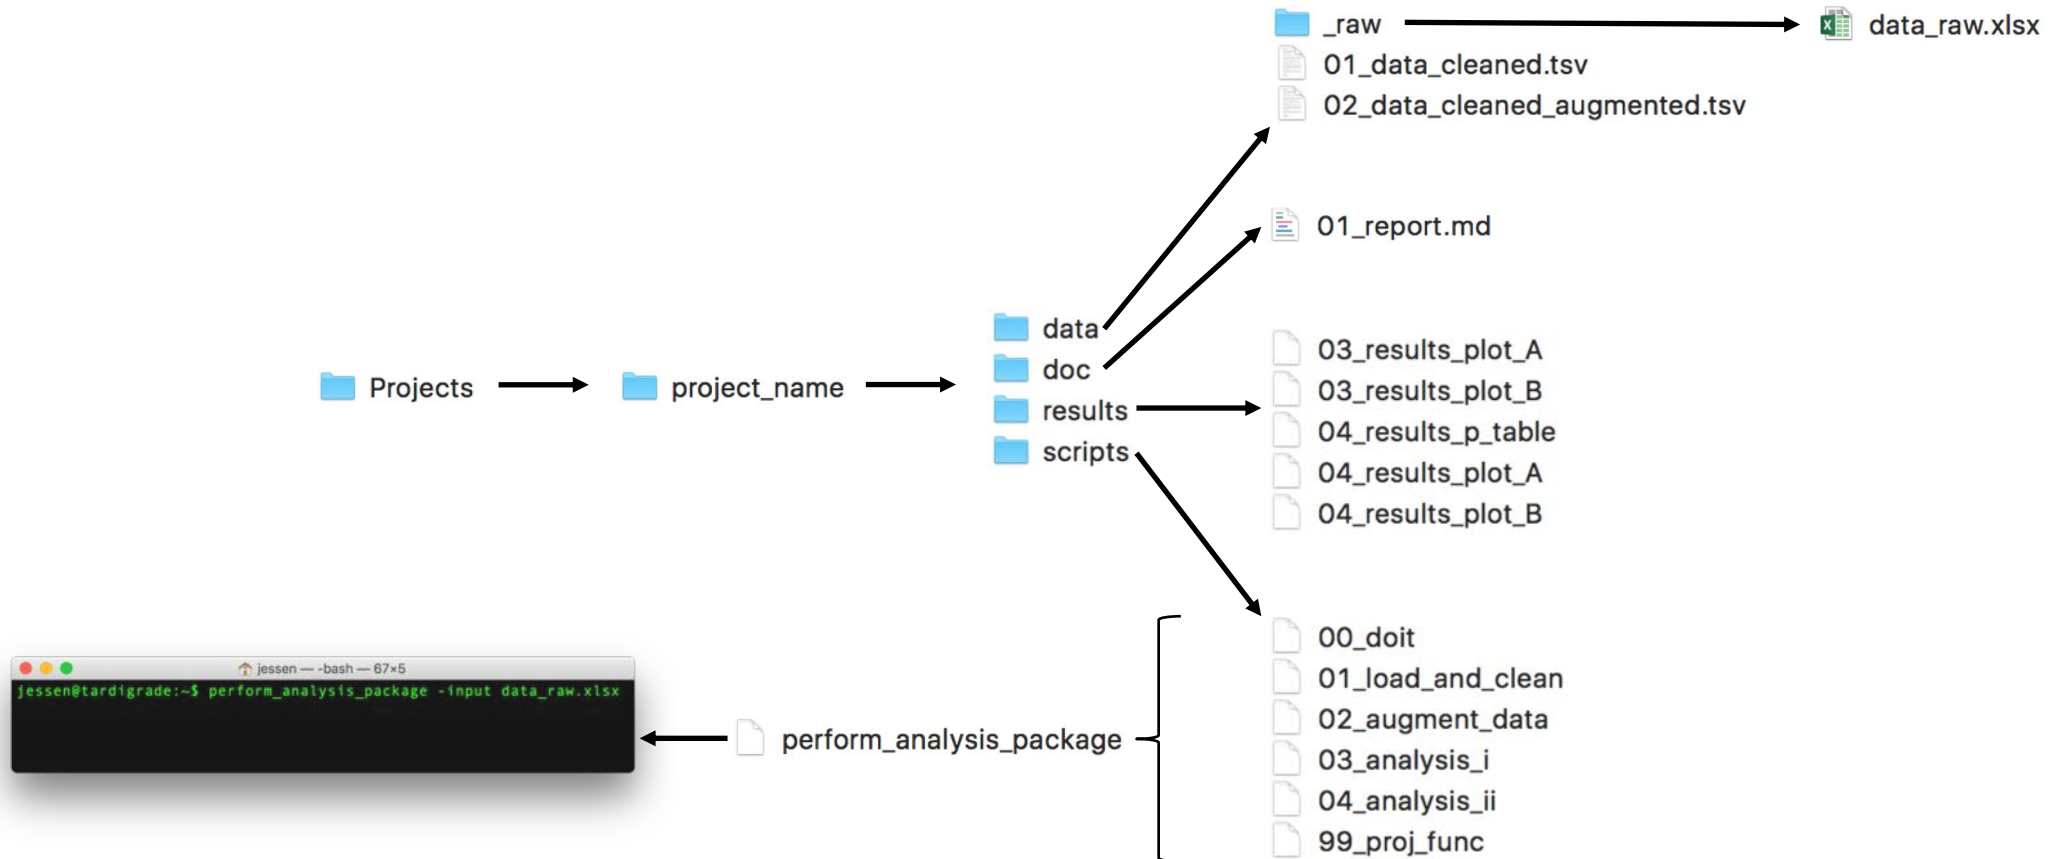 _raw
data_raw.xlsx
01_data_cleaned.tsv
02_data_cleaned_augmented.tsv
01_report.md
Projects
project_name
data
doc
results
scripts
03_results_plot_A
03_results_plot_B
04_results_p_table
04_results_plot_A
04_results_plot_B
00_doit
01_load_and_clean
02_augment_data
03_analysis_i
04_analysis_ii
99_proj_func
perform_analysis_package
jessen — -bash — 67×5
jessen@tardigrade:~$ perform_analysis_package -input data_raw.xlsx